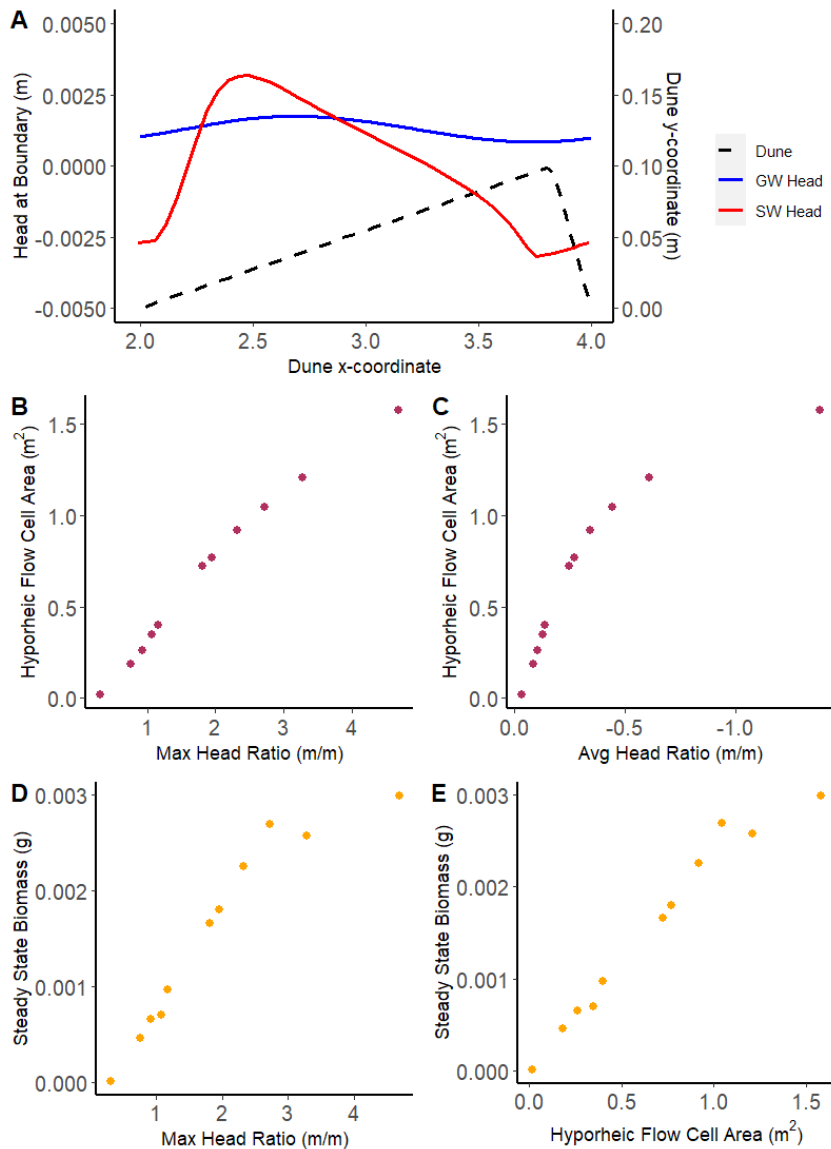 A
0.0050
0.0025
0.0000
-0.0025
-0.0050
Head at Boundary (m)
0.20
0.15
0.10
0.05
0.00
Dune y-coordinate (m)
2.0 2.5 3.0 3.5 4.0
Dune x-coordinate
Dune
GW Head
SW Head
B
1.5
1.0
0.5
0.0
Hyporheic Flow Cell Area (m²)
1 2 3 4
Max Head Ratio (m/m)
C
1.5
1.0
0.5
0.0
Hyporheic Flow Cell Area (m²)
0.0 -0.5 -1.0
Avg Head Ratio (m/m)
D
0.003
0.002
0.001
0.000
Steady State Biomass (g)
1 2 3 4
Max Head Ratio (m/m)
E
0.003
0.002
0.001
0.000
Steady State Biomass (g)
0.0 0.5 1.0 1.5
Hyporheic Flow Cell Area (m²)